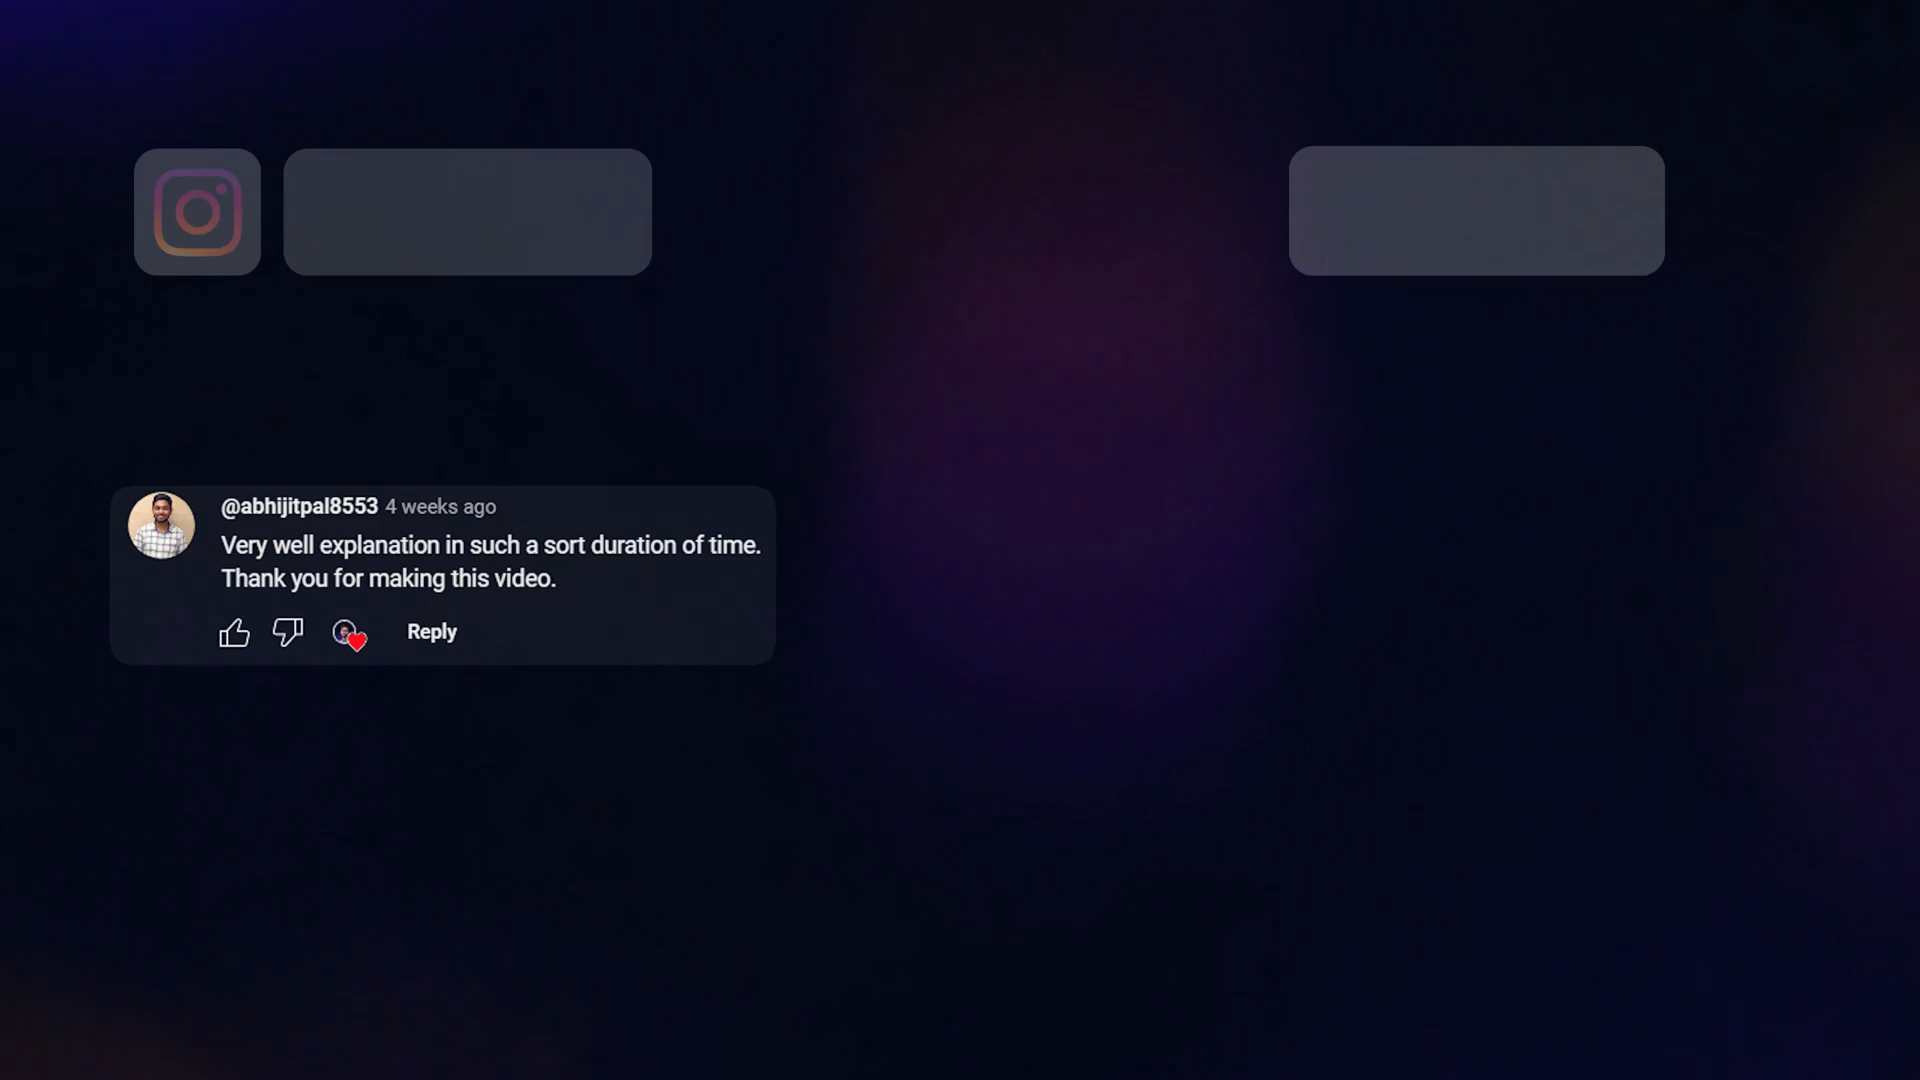 @abhijitpal8553 4 weeks ago
Very well explanation in such a sort duration of time.
Thank you for making this video.
Reply